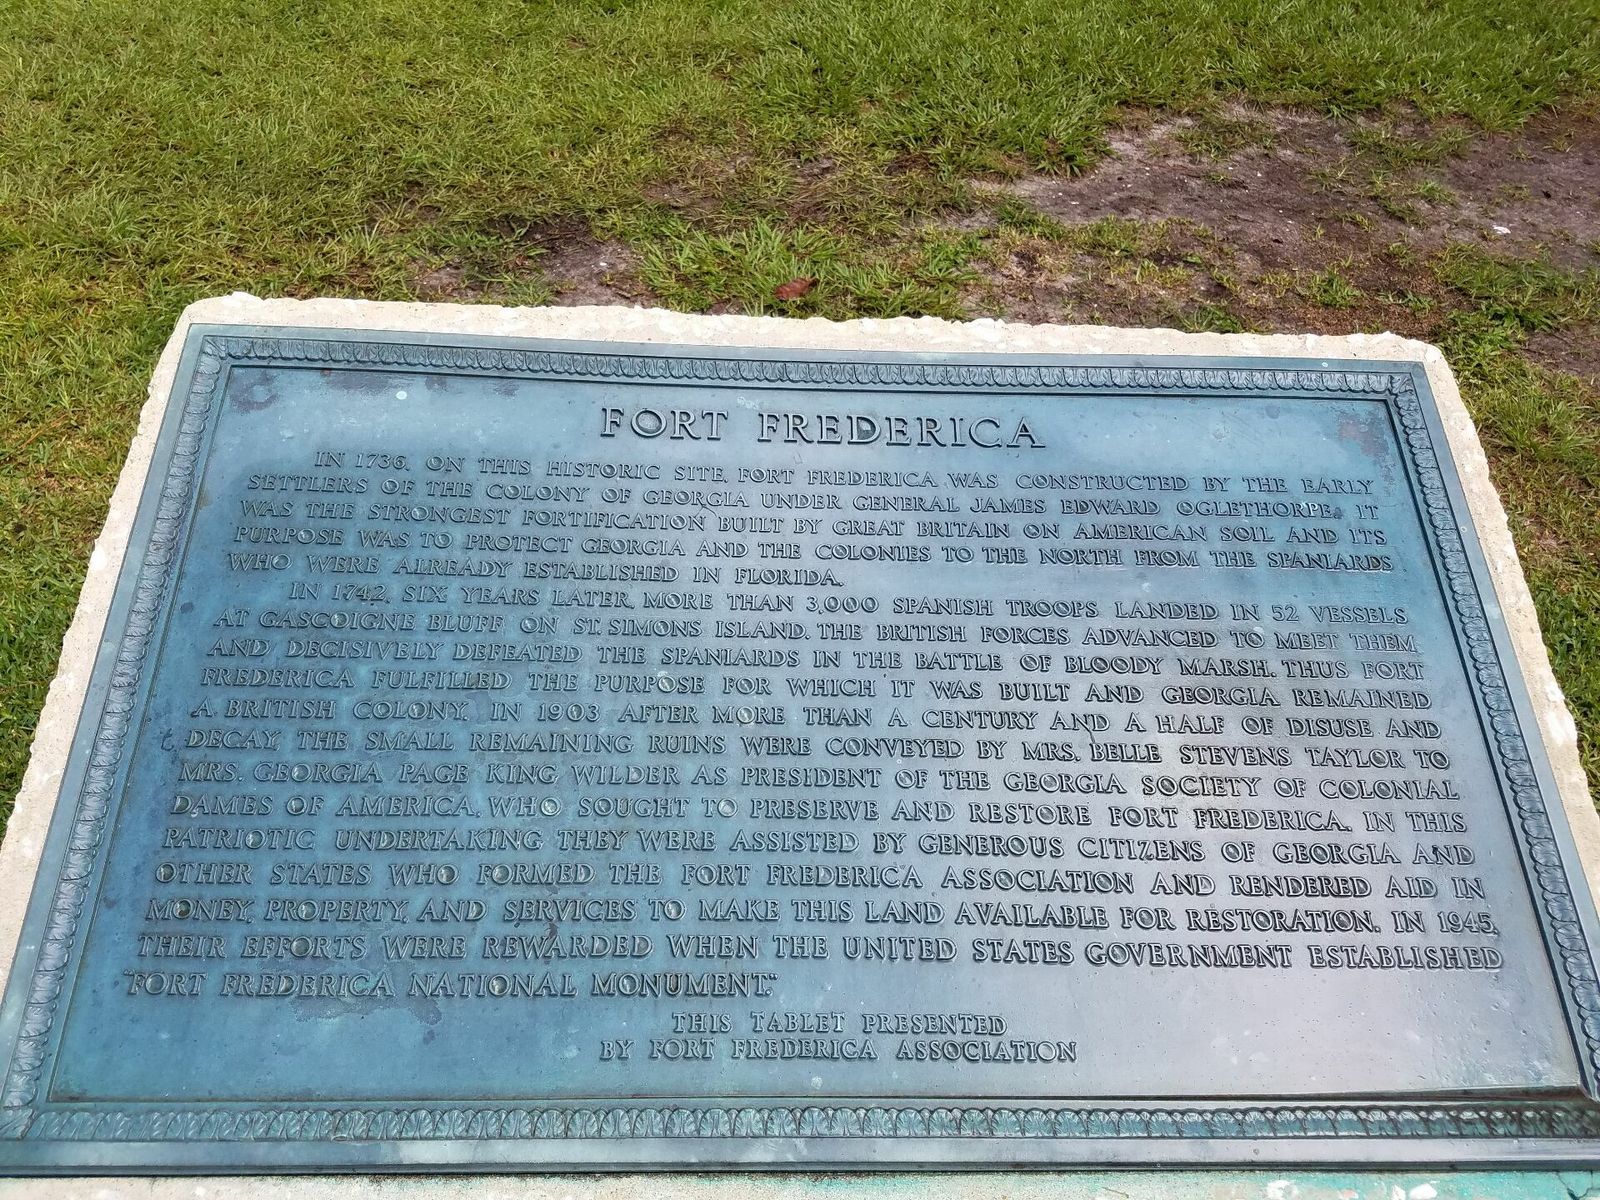 FORT FREDERICA
IN 1736, ON THIS HISTORIC SITE, FORT FREDERICA WAS CONSTRUCTED BY THE EARLY
SETTLERS OF THE COLONY OF GEORGIA UNDER GENERAL JAMES EDWARD OGLETHORPE. IT
WAS THE STRONGEST FORTIFICATION BUILT BY GREAT BRITAIN ON AMERICAN SOIL AND ITS
PURPOSE WAS TO PROTECT GEORGIA AND THE COLONIES TO THE NORTH FROM THE SPANIARDS
WHO WERE ALREADY ESTABLISHED IN FLORIDA.
IN 1742, SIX YEARS LATER, MORE THAN 3,000 SPANISH TROOPS LANDED IN 52 VESSELS
AT GASCOIGNE BLUFF ON ST. SIMONS ISLAND. THE BRITISH FORCES ADVANCED TO MEET THEM
AND DECISIVELY DEFEATED THE SPANIARDS IN THE BATTLE OF BLOODY MARSH. THUS FORT
FREDERICA FULFILLED THE PURPOSE FOR WHICH IT WAS BUILT AND GEORGIA REMAINED
A BRITISH COLONY. IN 1903 AFTER MORE THAN A CENTURY AND A HALF OF DISUSE AND
DECAY, THE SMALL REMAINING RUINS WERE CONVEYED BY MRS. BELLE STEVENS TAYLOR TO
MRS. GEORGIA PAGE KING WILDER AS PRESIDENT OF THE GEORGIA SOCIETY OF COLONIAL
DAMES OF AMERICA, WHO SOUGHT TO PRESERVE AND RESTORE FORT FREDERICA. IN THIS
PATRIOTIC UNDERTAKING THEY WERE ASSISTED BY GENEROUS CITIZENS OF GEORGIA AND
OTHER STATES WHO FORMED THE FORT FREDERICA ASSOCIATION AND RENDERED AID IN
MONEY, PROPERTY, AND SERVICES TO MAKE THIS LAND AVAILABLE FOR RESTORATION. IN 1945,
THEIR EFFORTS WERE REWARDED WHEN THE UNITED STATES GOVERNMENT ESTABLISHED
"FORT FREDERICA NATIONAL MONUMENT."
THIS TABLET PRESENTED
BY FORT FREDERICA ASSOCIATION